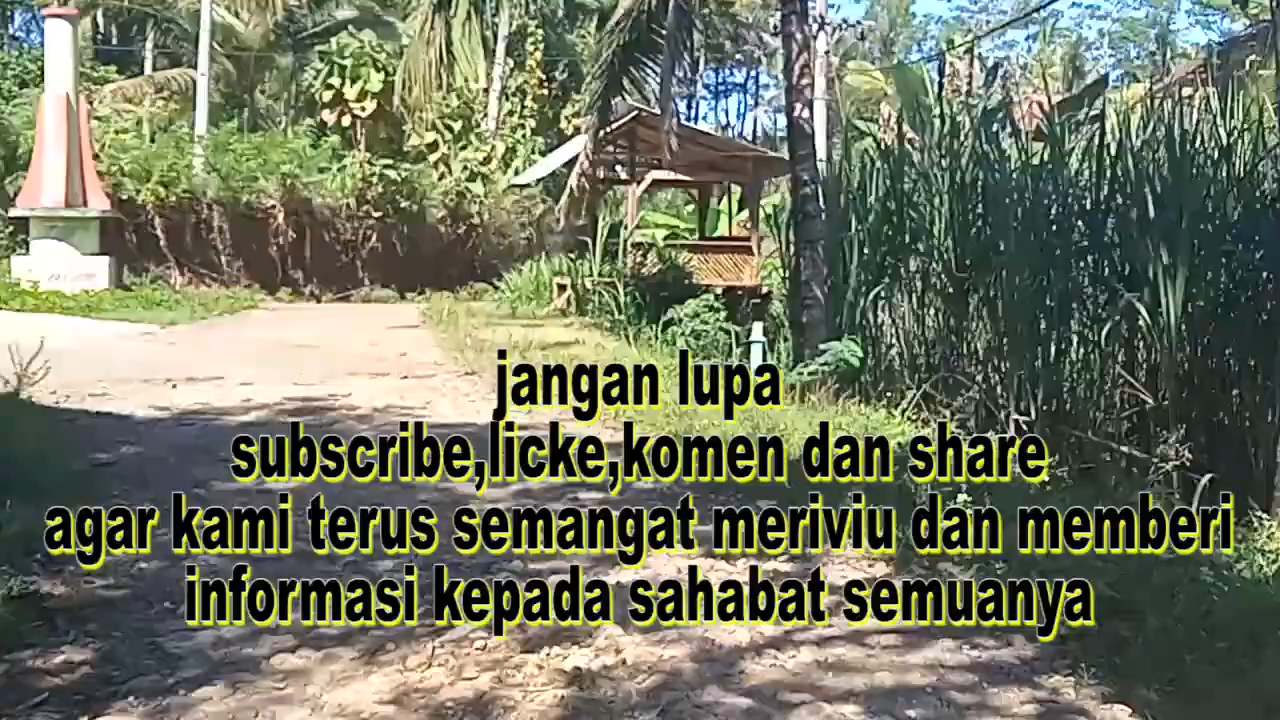 jangan lupa
subscribe,licke,komen dan share
agar kami terus semangat meriviu dan memberi
informasi kepada sahabat semuanya